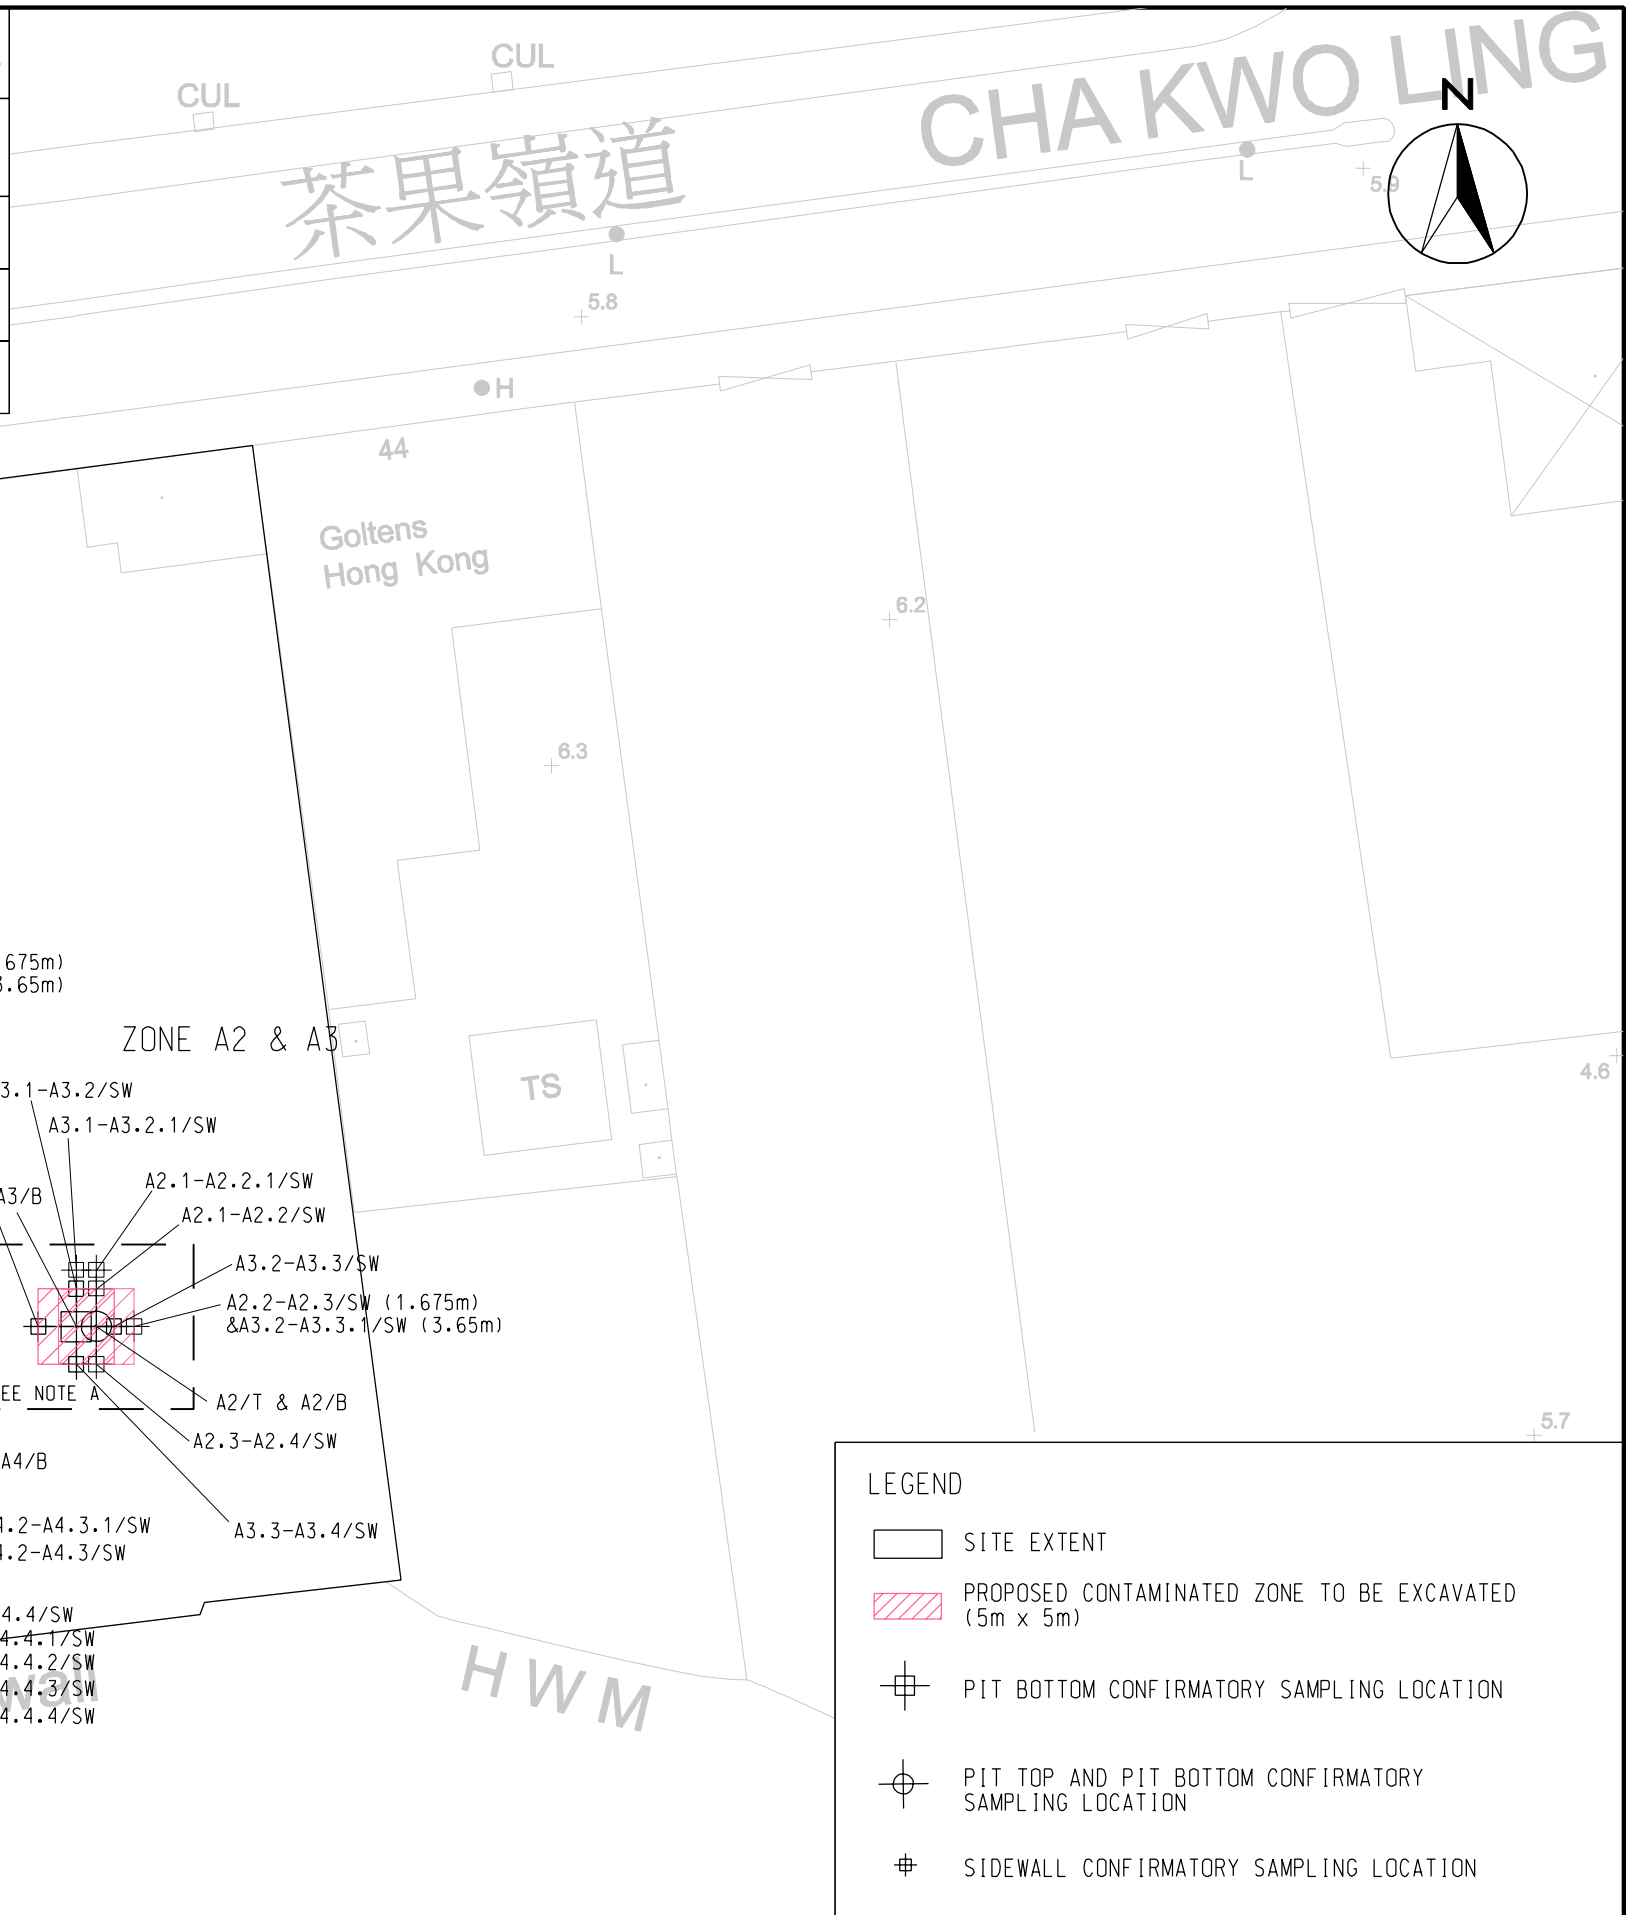 CUL
CUL
CHA KWO LING
茶果嶺道
N
L
5.9
L
5.8
H
44
Goltens
Hong Kong
6.2
6.3
675m)
3.65m)
ZONE A2 & A3
3.1-A3.2/SW
A3.1-A3.2.1/SW
A2.1-A2.2.1/SW
A3/B
A2.1-A2.2/SW
A3.2-A3.3/SW
A2.2-A2.3/SW (1.675m)
&A3.2-A3.3.1/SW (3.65m)
EE NOTE A
A2/T & A2/B
A2.3-A2.4/SW
A4/B
4.2-A4.3.1/SW
4.2-A4.3/SW
A3.3-A3.4/SW
4.4/SW
4.4.1/SW
4.4.2/SW
4.4.3/SW
4.4.4/SW
wall
HWM
TS
4.6
5.7
LEGEND
SITE EXTENT
PROPOSED CONTAMINATED ZONE TO BE EXCAVATED
(5m x 5m)
PIT BOTTOM CONFIRMATORY SAMPLING LOCATION
PIT TOP AND PIT BOTTOM CONFIRMATORY
SAMPLING LOCATION
SIDEWALL CONFIRMATORY SAMPLING LOCATION